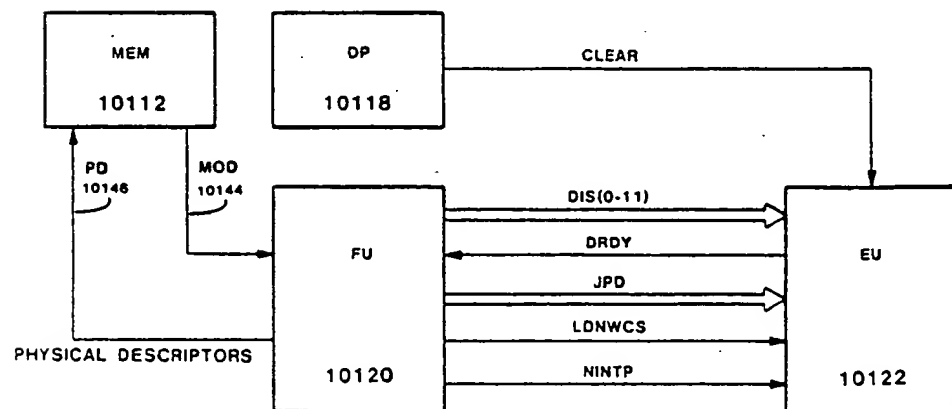 MEM
10112
DP
10118
CLEAR
PD
10146
MOD
10144
DIS(0-11)
FU
DRDY
EU
JPD
PHYSICAL DESCRIPTORS
LDNWCS
10120
NINTP
10122